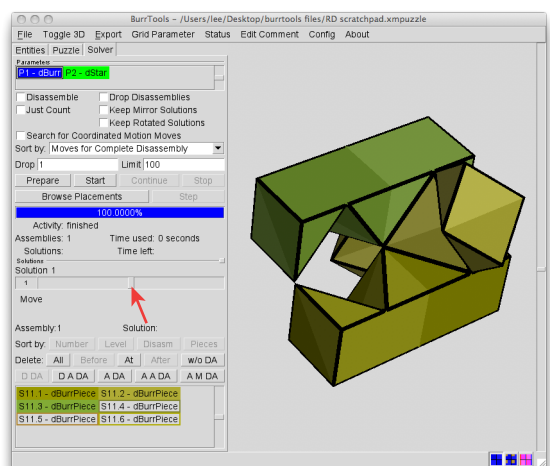 BurrTools - /Users/lee/Desktop/burrtools files/RD scratchpad.xmpuzzle
File Toggle 3D Export Grid Parameter Status Edit Comment Config About
Entities Puzzle Solver
Parameters
P1 - dBurr P2 - dStar
Disassemble Drop Disassemblies
Just Count Keep Mirror Solutions
Keep Rotated Solutions
Search for Coordinated Motion Moves
Sort by: Moves for Complete Disassembly
Drop 1 Limit 100
Prepare Start Continue Stop
Browse Placements Step
100.0000%
Activity: finished
Assemblies: 1 Time used: 0 seconds
Solutions: Time left:
Solutions
Solution 1
1
Move
Assembly:1 Solution:
Sort by: Number Level Disasm Pieces
Delete: All Before At After w/o DA
D DA D A DA A DA A A DA A M DA
S11.1 - dBurrPiece S11.2 - dBurrPiece
S11.3 - dBurrPiece S11.4 - dBurrPiece
S11.5 - dBurrPiece S11.6 - dBurrPiece